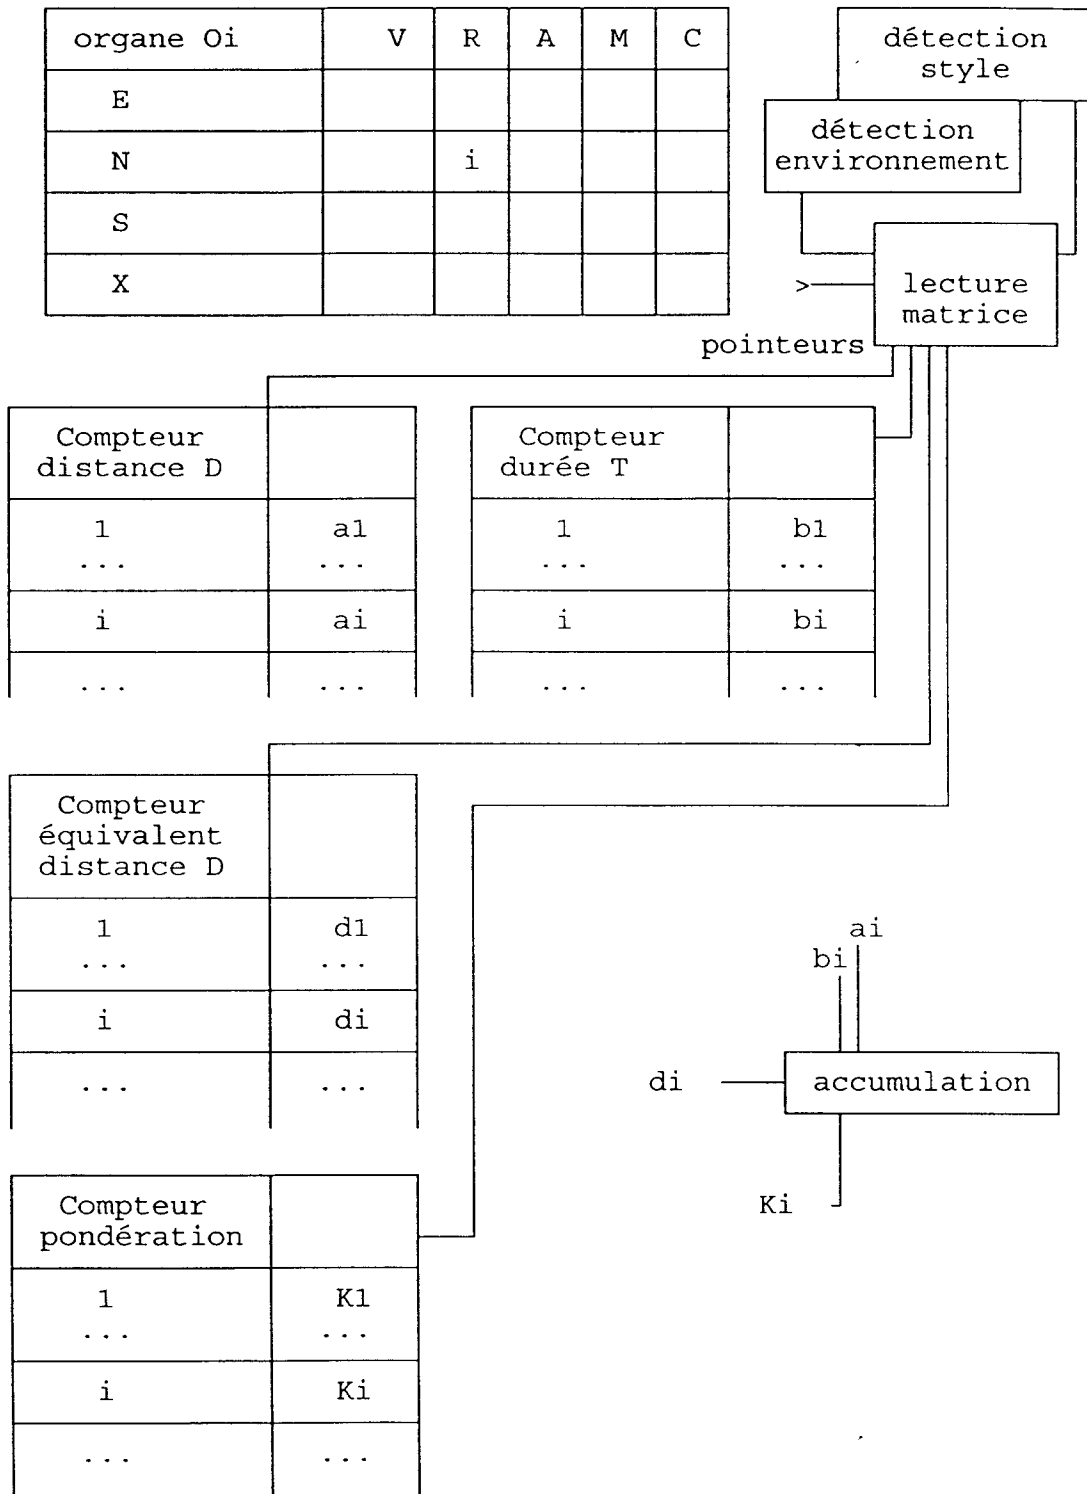 organe Oi V R A M C
E
N i
S
X
détection
style
détection
environnement
> lecture
matrice
pointeurs
Compteur
distance D
1 a1
... ...
i ai
... ...
Compteur
durée T
1 b1
... ...
i bi
... ...
Compteur
équivalent
distance D
1 d1
... ...
i di
... ...
ai
bi
di accumulation
Ki
Compteur
pondération
1 K1
... ...
i Ki
... ...